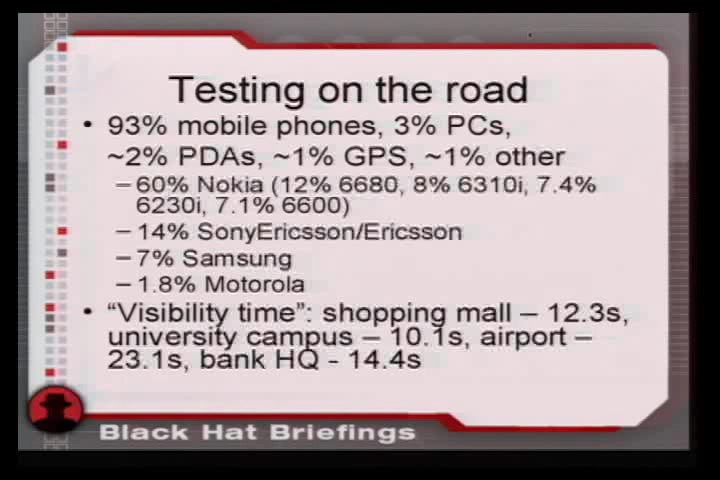 Testing on the road
• 93% mobile phones, 3% PCs,
~2% PDAs, ~1% GPS, ~1% other
– 60% Nokia (12% 6680, 8% 6310i, 7.4%
6230i, 7.1% 6600)
– 14% SonyEricsson/Ericsson
– 7% Samsung
– 1.8% Motorola
• “Visibility time”: shopping mall – 12.3s,
university campus – 10.1s, airport –
23.1s, bank HQ - 14.4s
Black Hat Briefings